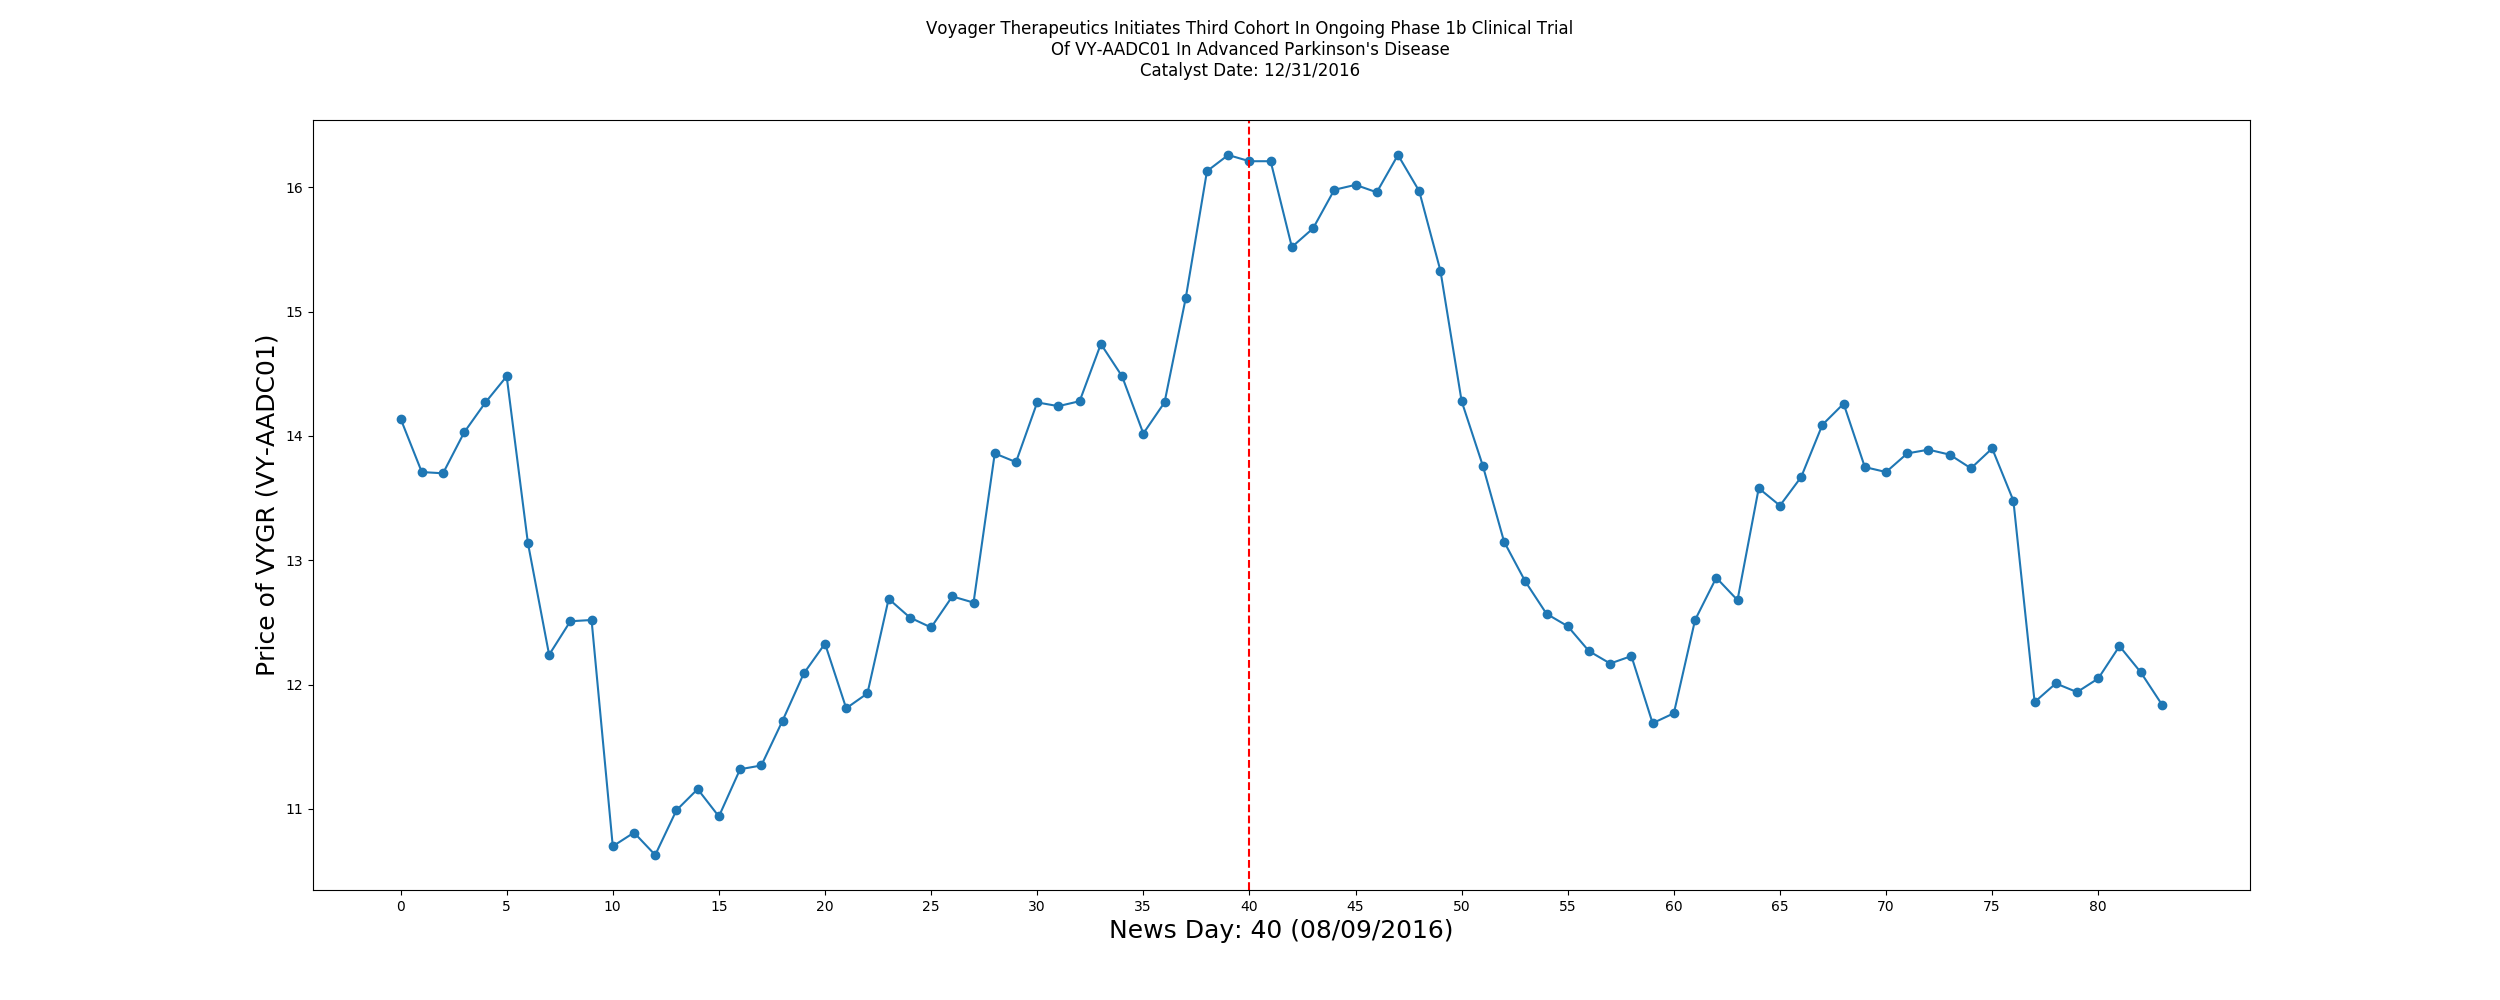 Voyager Therapeutics Initiates Third Cohort In Ongoing Phase 1b Clinical Trial
Of VY-AADC01 In Advanced Parkinson's Disease
Catalyst Date: 12/31/2016
Price of VYGR (VY-AADC01)
16
15
14
13
12
11
0 5 10 15 20 25 30 35 40 45 50 55 60 65 70 75 80
News Day: 40 (08/09/2016)